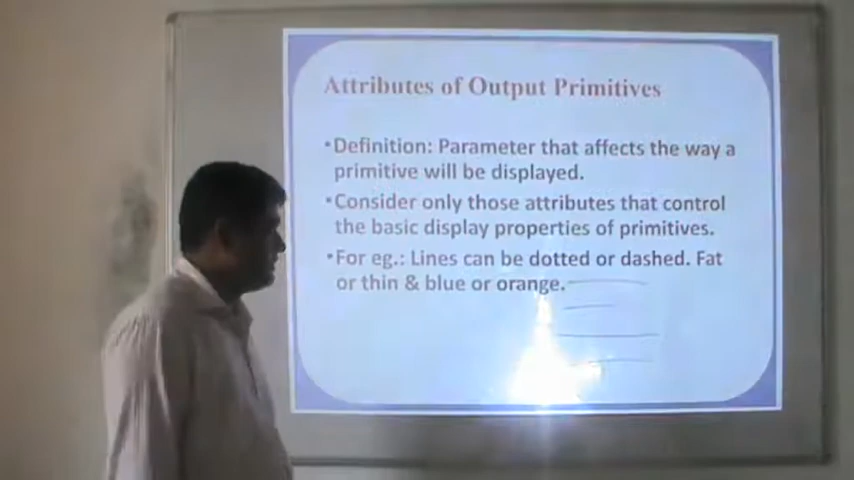 Attributes of Output Primitives
•Definition: Parameter that affects the way a
primitive will be displayed.
•Consider only those attributes that control
the basic display properties of primitives.
•For eg.: Lines can be dotted or dashed. Fat
or thin & blue or orange.